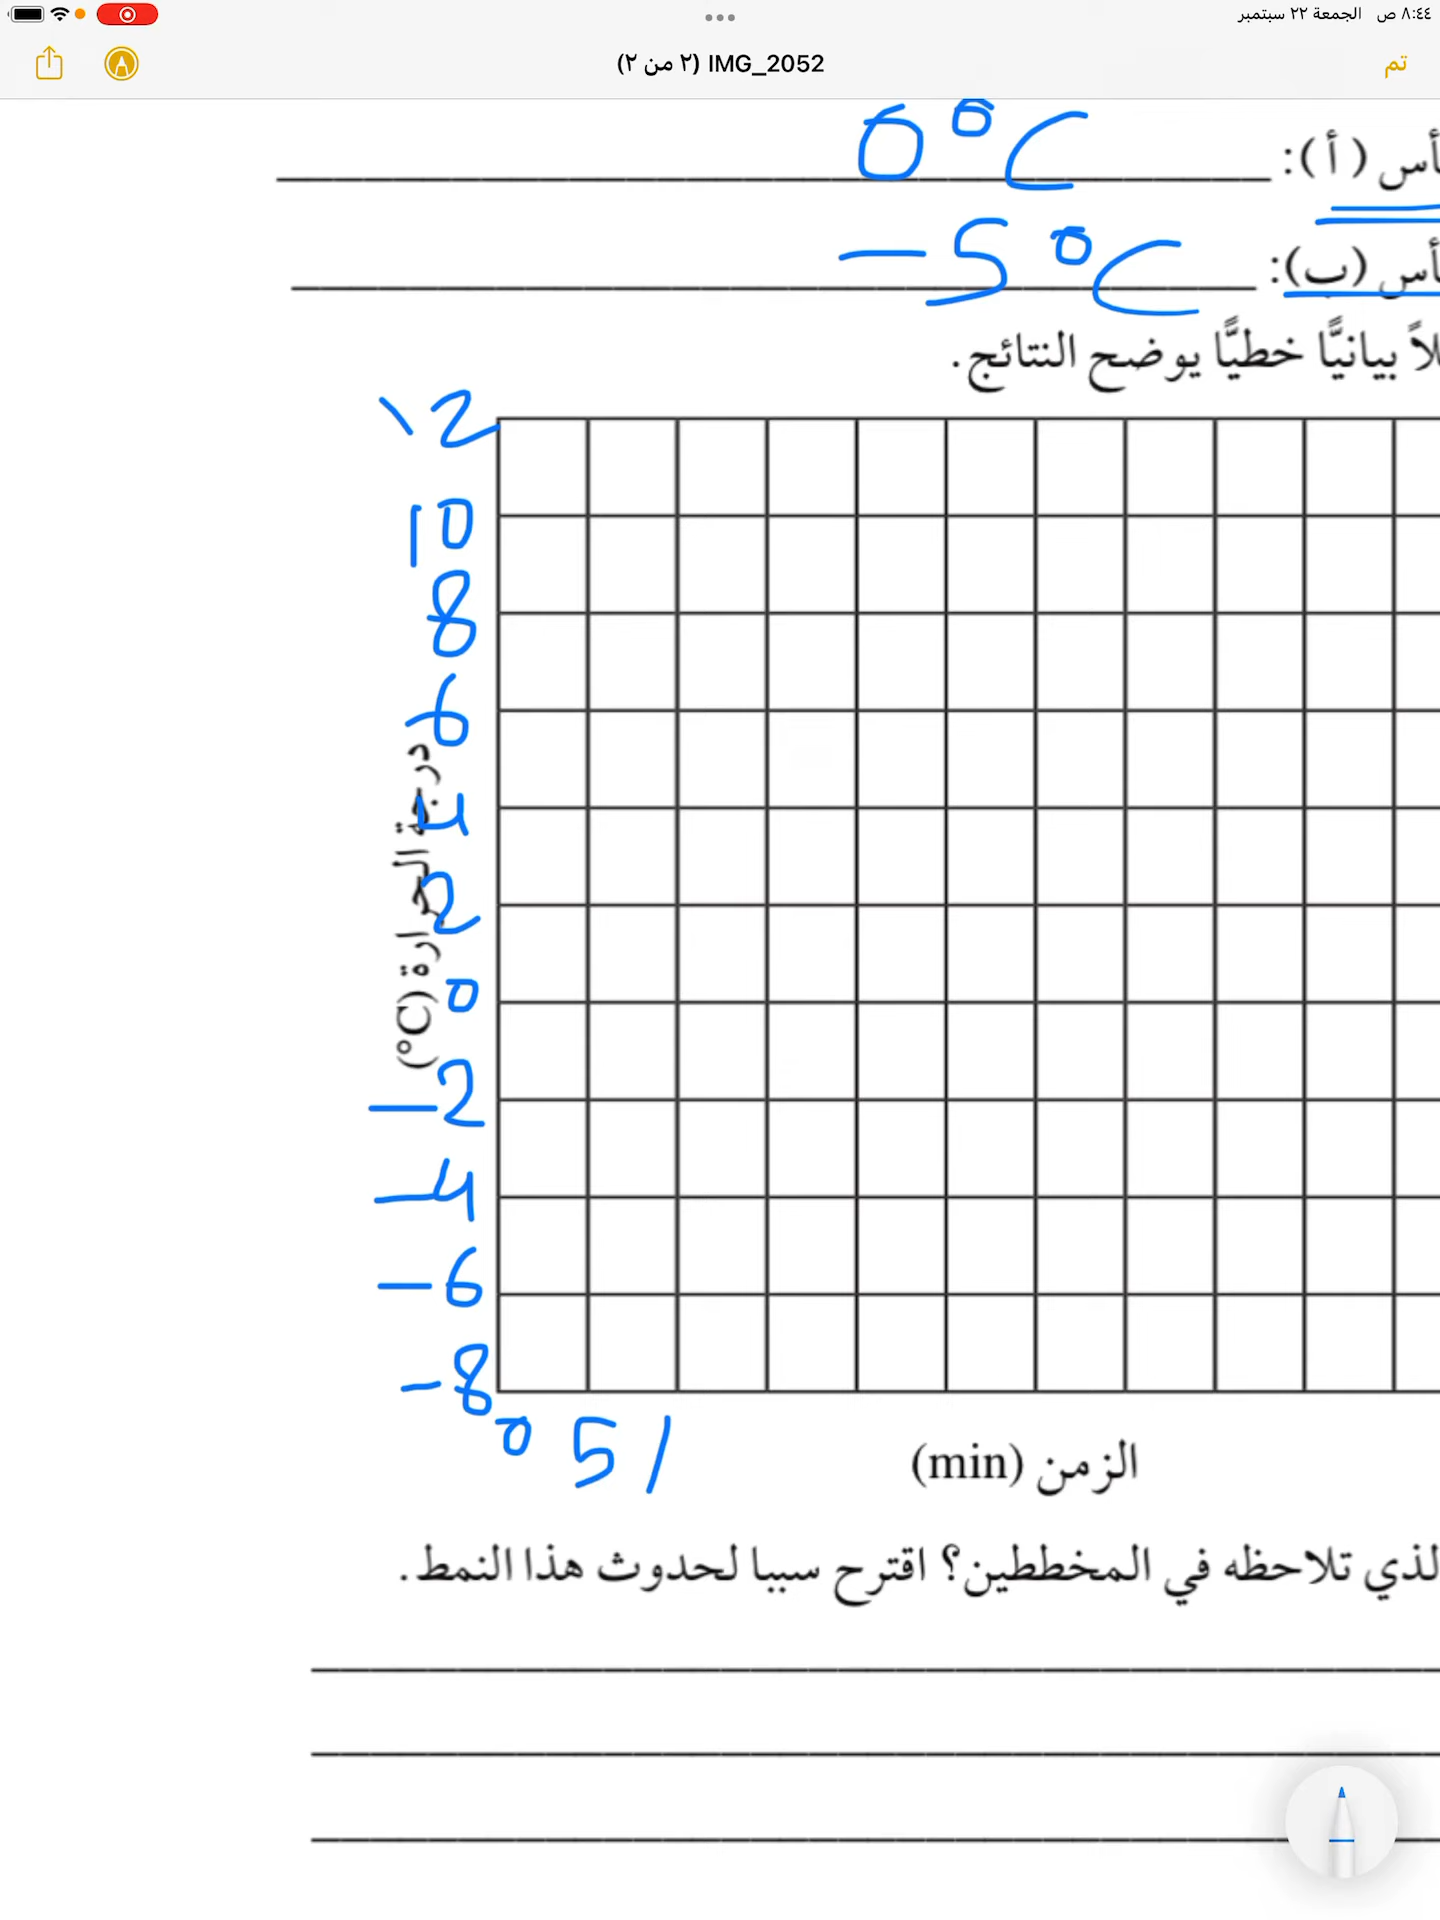 ٨:٤٤ ص الجمعة ٢٢ سبتمبر
تم
IMG_2052 (٢ من ٢)
أس (أ): 0°C
أس (ب): -5°C
لاً بيانيًّا خطيًّا يوضح النتائج.
12
10
8
6
4
2
0
-2
-4
-6
-8
درجة الحرارة (°C)
0 5 1
الزمن (min)
لذي تلاحظه في المخططين؟ اقترح سببا لحدوث هذا النمط.